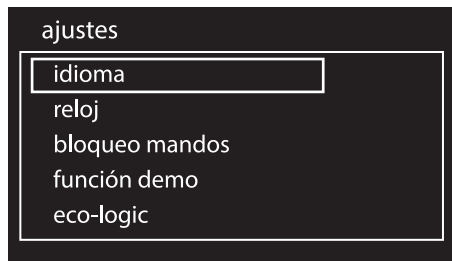 ajustes
idioma
reloj
bloqueo mandos
función demo
eco-logic